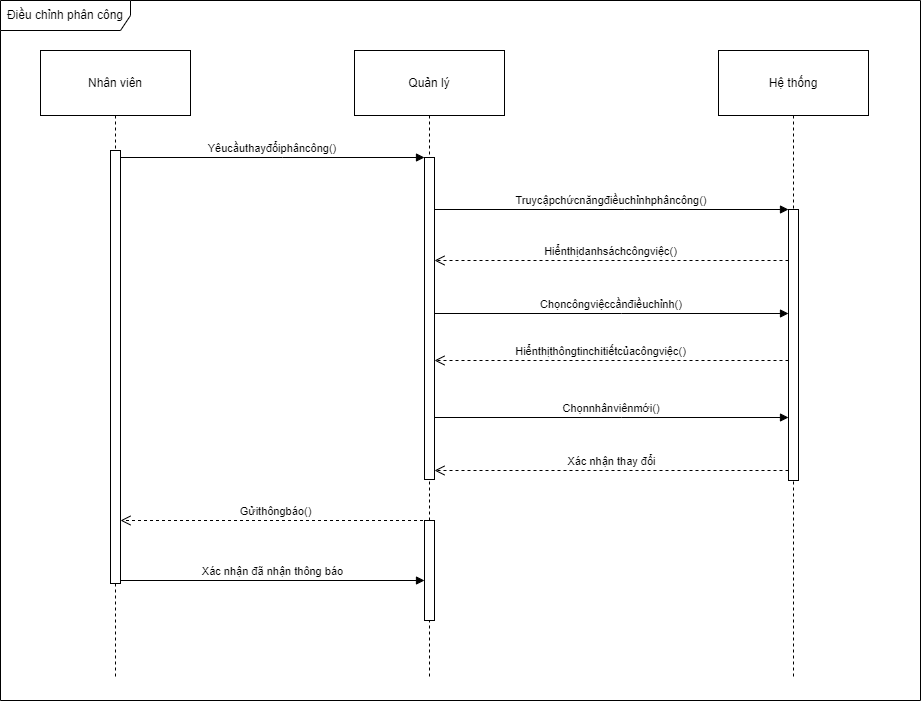 Điều chỉnh phân công
Nhân viên
Quản lý
Hệ thống
Yêucầuthayđổiphâncông()
Truycậpchứcnăngđiềuchỉnhphâncông()
Hiểnthịdanhsáchcôngviệc()
Chọncôngviệccầnđiềuchỉnh()
Hiểnthịthôngtinchitiếtcủacôngviệc()
Chọnnhânviênmới()
Xác nhận thay đổi
Gửithôngbáo()
Xác nhận đã nhận thông báo